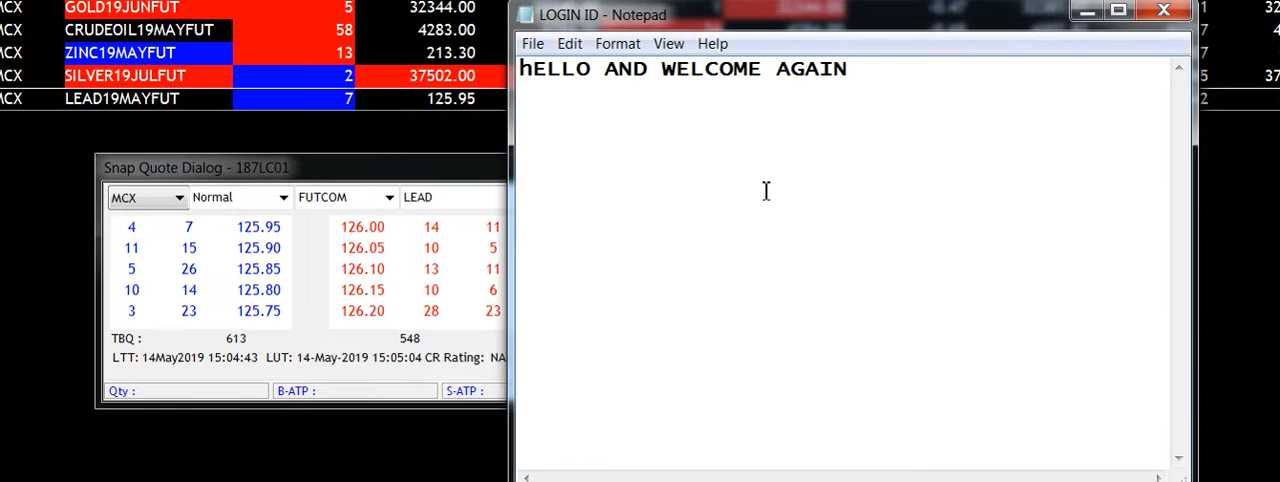 MCX GOLD19JUNFUT 5 32344.00
MCX CRUDEOIL19MAYFUT 58 4283.00
MCX ZINC19MAYFUT 13 213.30
MCX SILVER19JULFUT 2 37502.00
MCX LEAD19MAYFUT 7 125.95
Snap Quote Dialog - 187LC01
MCX Normal FUTCOM LEAD
4 7 125.95 126.00 14 11
11 15 125.90 126.05 10 5
5 26 125.85 126.10 13 11
10 14 125.80 126.15 10 6
3 23 125.75 126.20 28 23
TBQ : 613 548
LTT: 14May2019 15:04:43 LUT: 14-May-2019 15:05:04 CR Rating: NA
Qty : B-ATP : S-ATP :
LOGIN ID - Notepad
File Edit Format View Help
hELLO AND WELCOME AGAIN